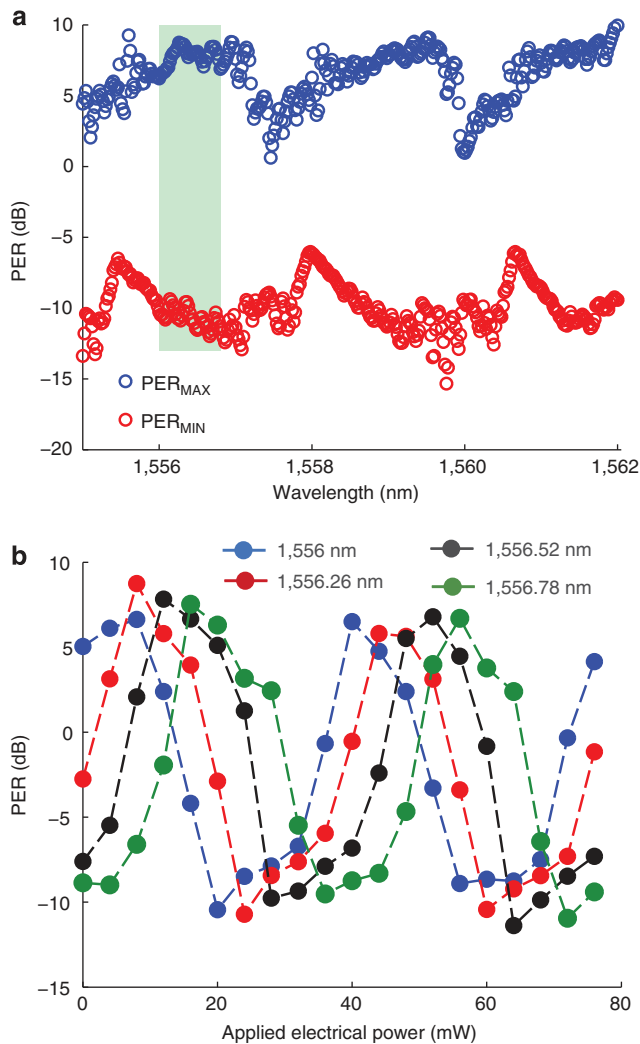 a
10
5
0
−5
−10
−15
−20
PER (dB)
PER_MAX
PER_MIN
1,556
1,558
1,560
1,562
Wavelength (nm)
b
1,556 nm
1,556.52 nm
1,556.26 nm
1,556.78 nm
10
5
0
−5
−10
−15
PER (dB)
0
20
40
60
80
Applied electrical power (mW)